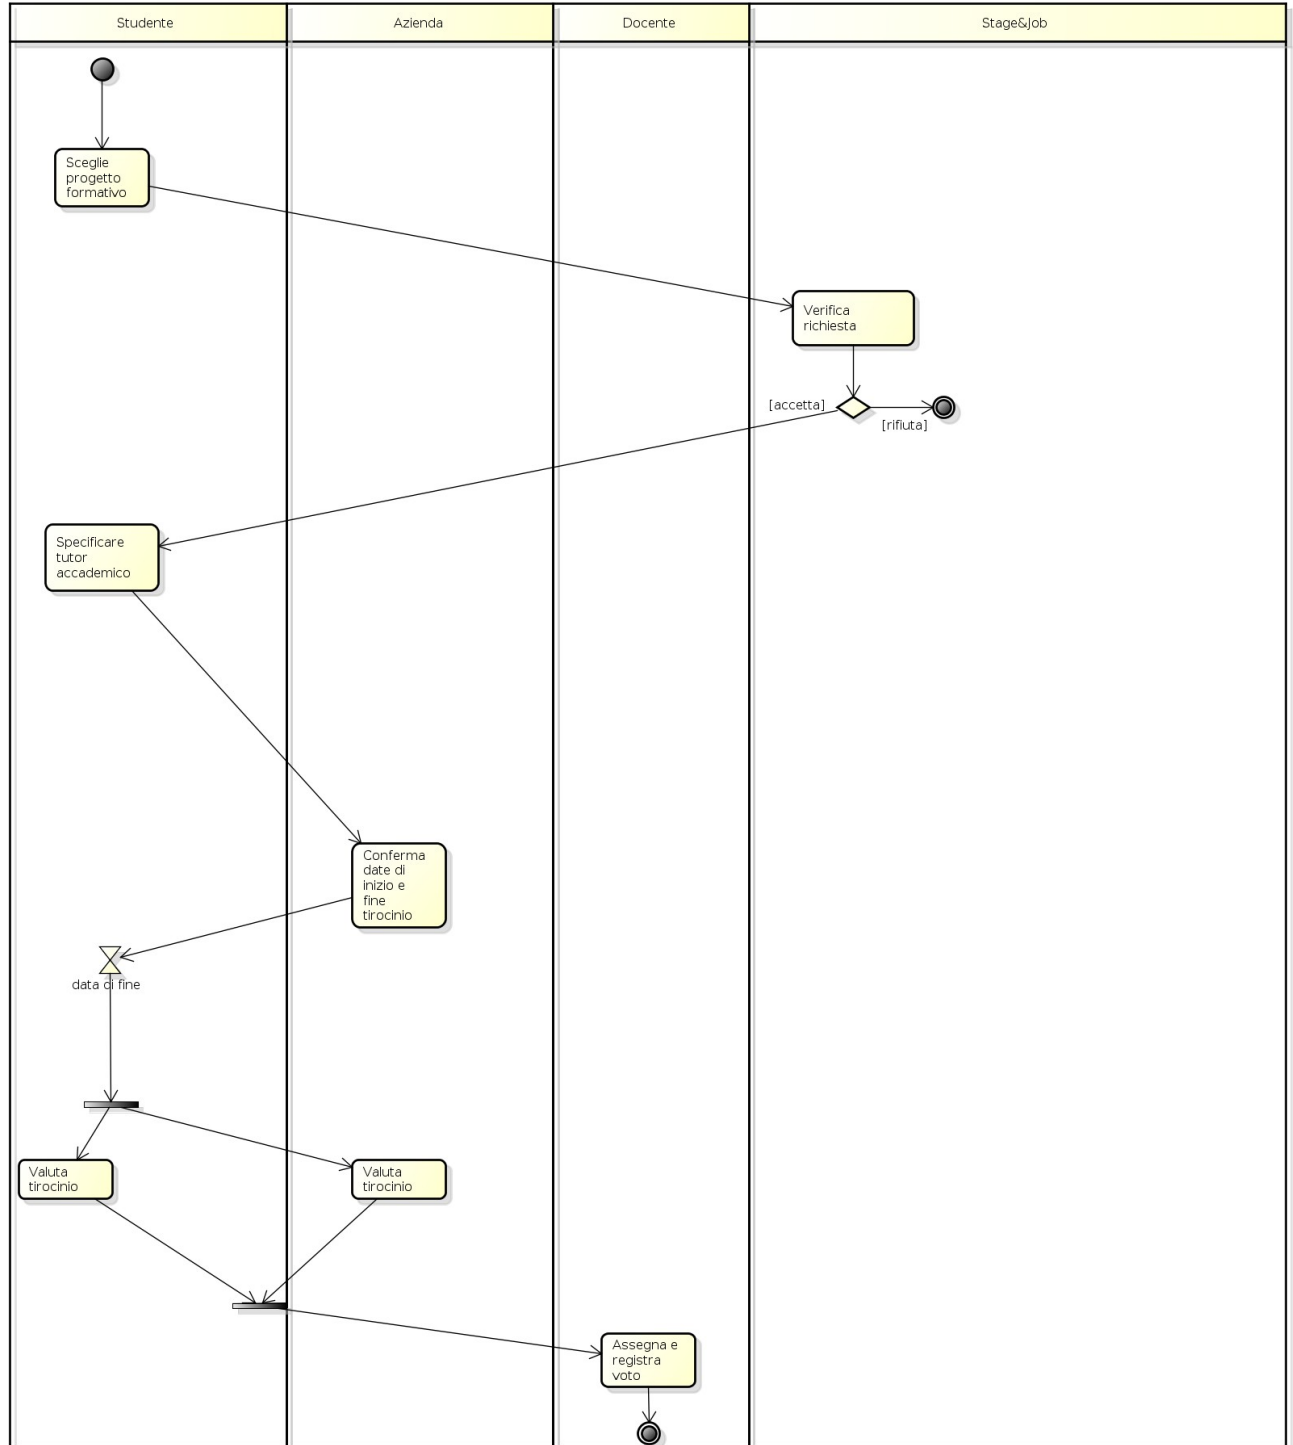 Studente
Azienda
Docente
Stage&Job
Sceglie
progetto
formativo
Verifica
richiesta
[accetta]
[rifiuta]
Specificare
tutor
accademico
Conferma
date di
inizio e
fine
tirocinio
data di fine
Valuta
tirocinio
Valuta
tirocinio
Assegna e
registra
voto